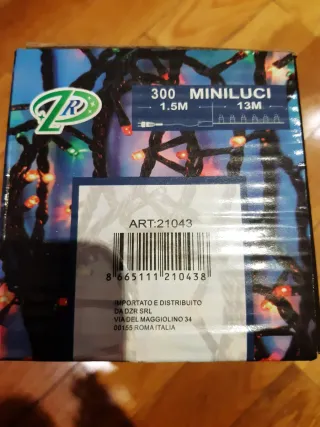 ZR
300 MINILUCI
1.5M 13M
ART:21043
8 665111 210438
IMPORTATO E DISTRIBUITO
DA DZR SRL
VIA DEL MAGGIOLINO 34
00155 ROMA ITALIA